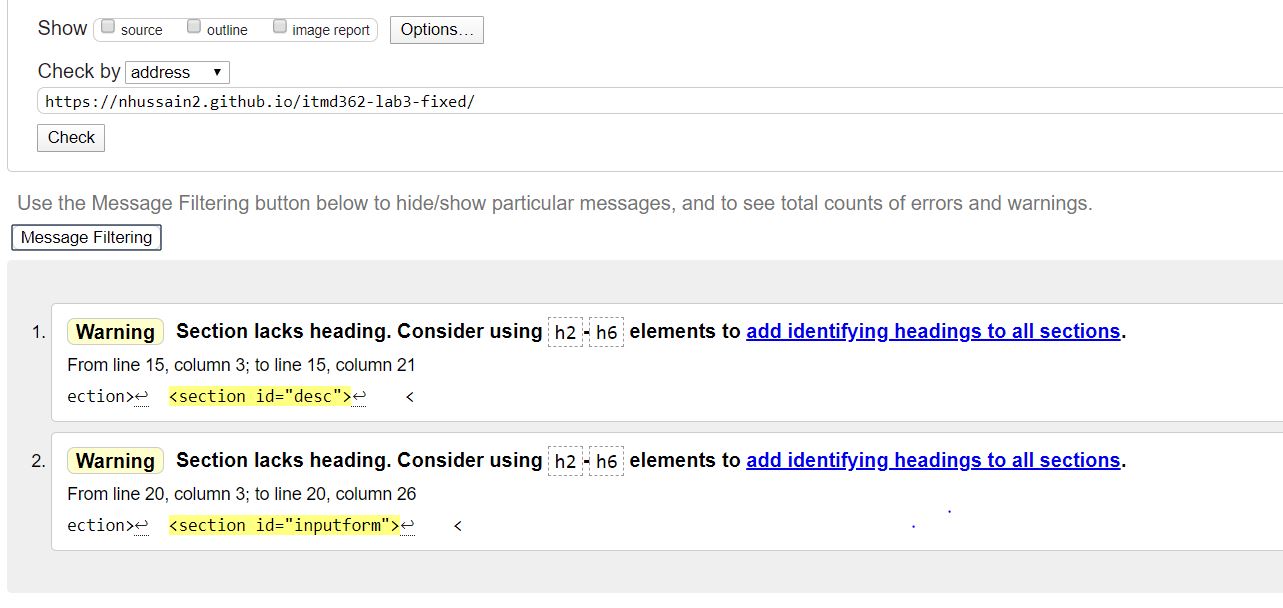 Show source outline image report Options...
Check by address ▼
https://nhussain2.github.io/itmd362-lab3-fixed/
Check
Use the Message Filtering button below to hide/show particular messages, and to see total counts of errors and warnings.
Message Filtering
1. Warning Section lacks heading. Consider using h2-h6 elements to add identifying headings to all sections.
From line 15, column 3; to line 15, column 21
ection>↩ <section id="desc">↩ <
2. Warning Section lacks heading. Consider using h2-h6 elements to add identifying headings to all sections.
From line 20, column 3; to line 20, column 26
ection>↩ <section id="inputform">↩ <